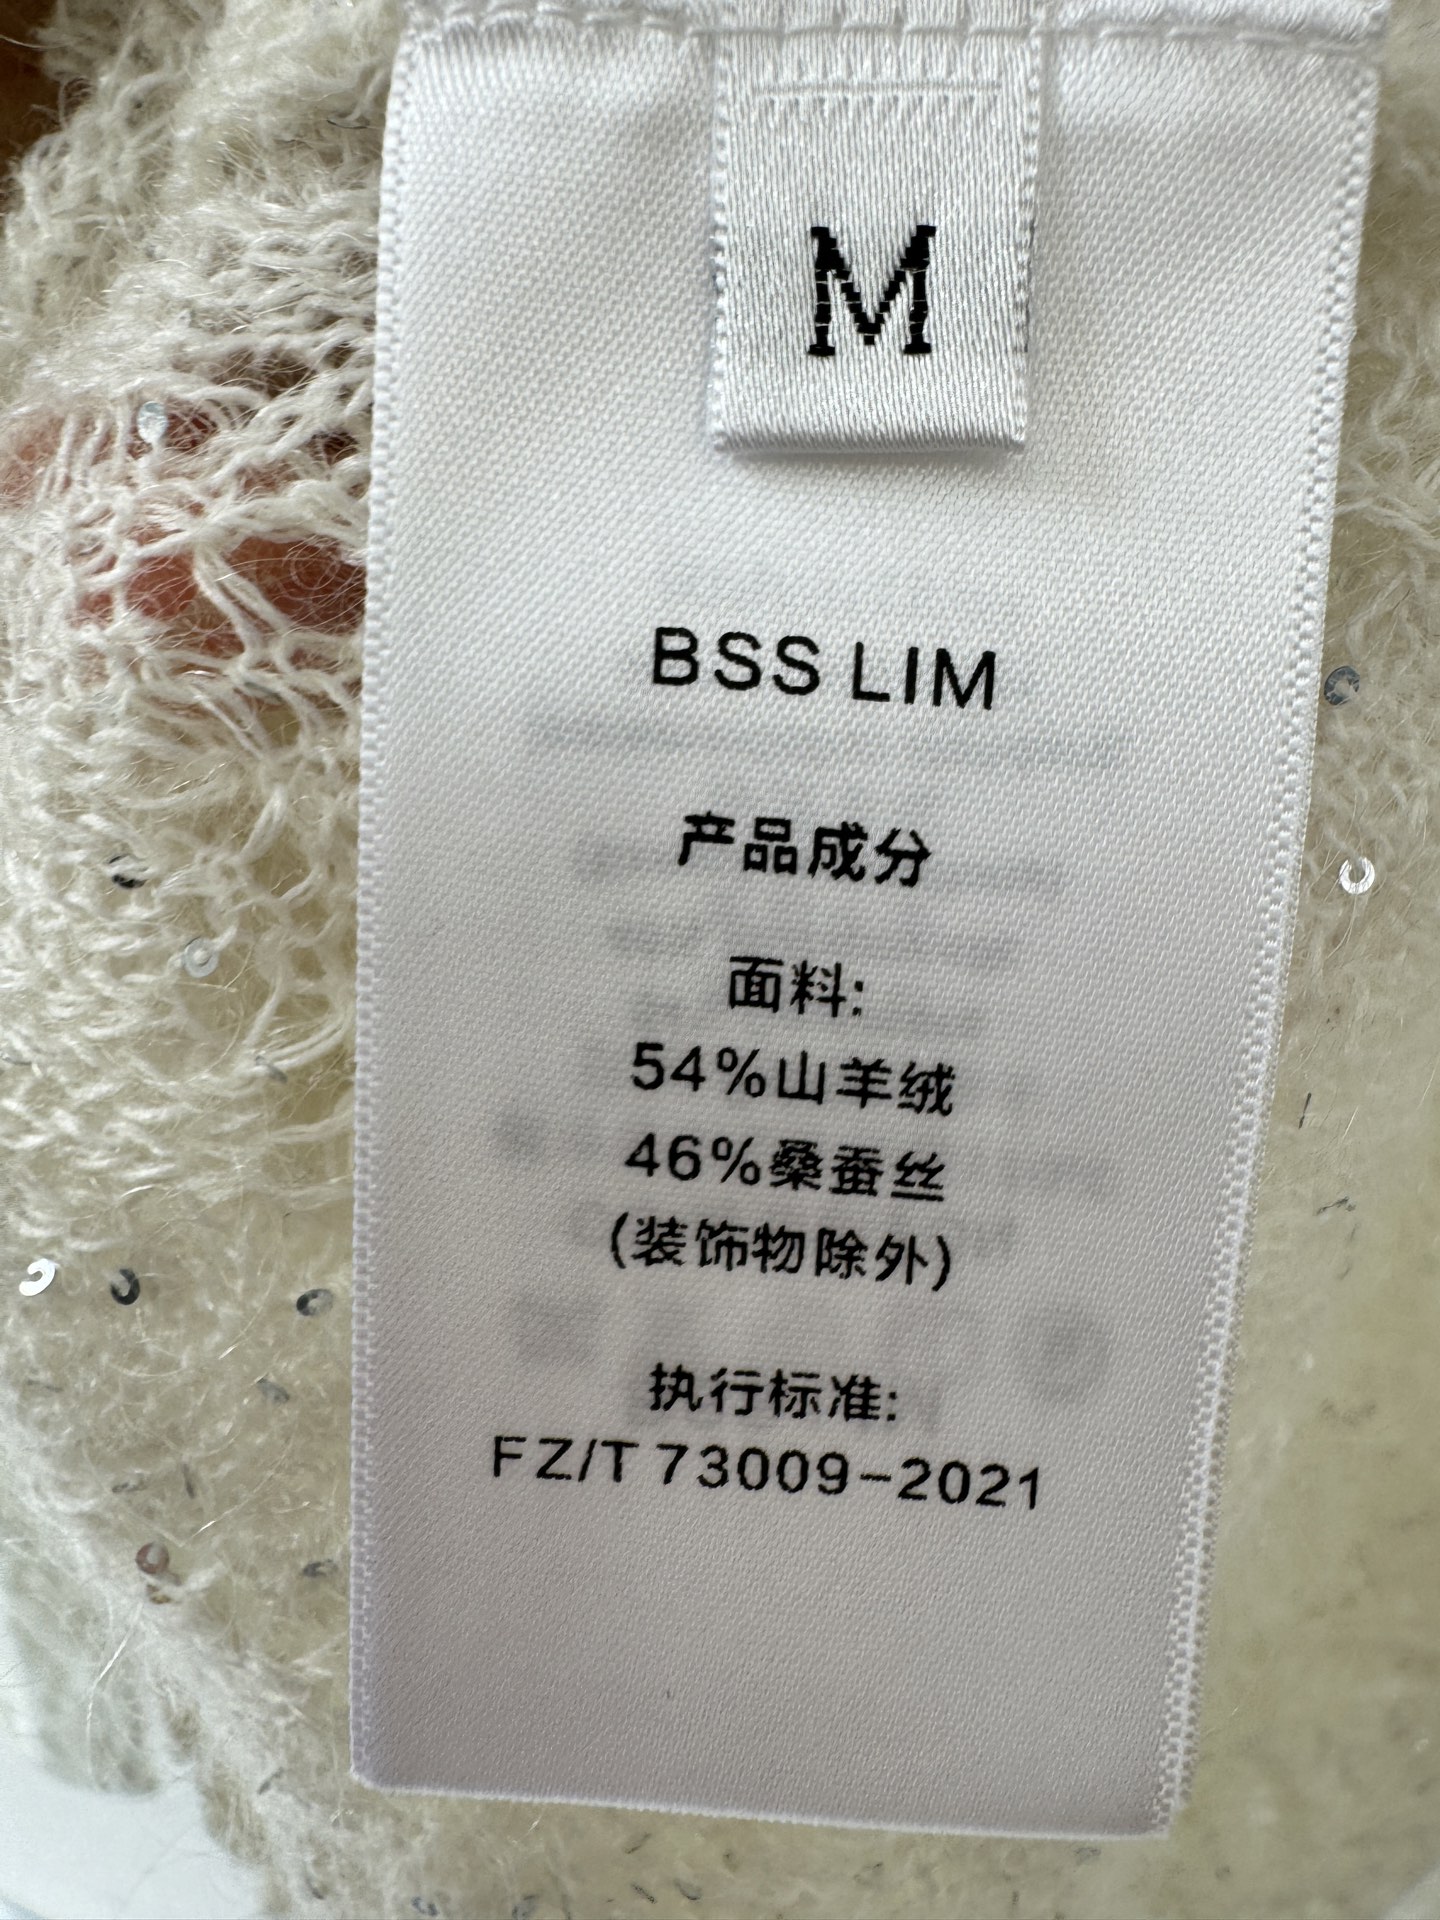 M
BSS LIM
产品成分
面料:
54%山羊绒
46%桑蚕丝
(装饰物除外)
执行标准:
FZ/T 73009-2021